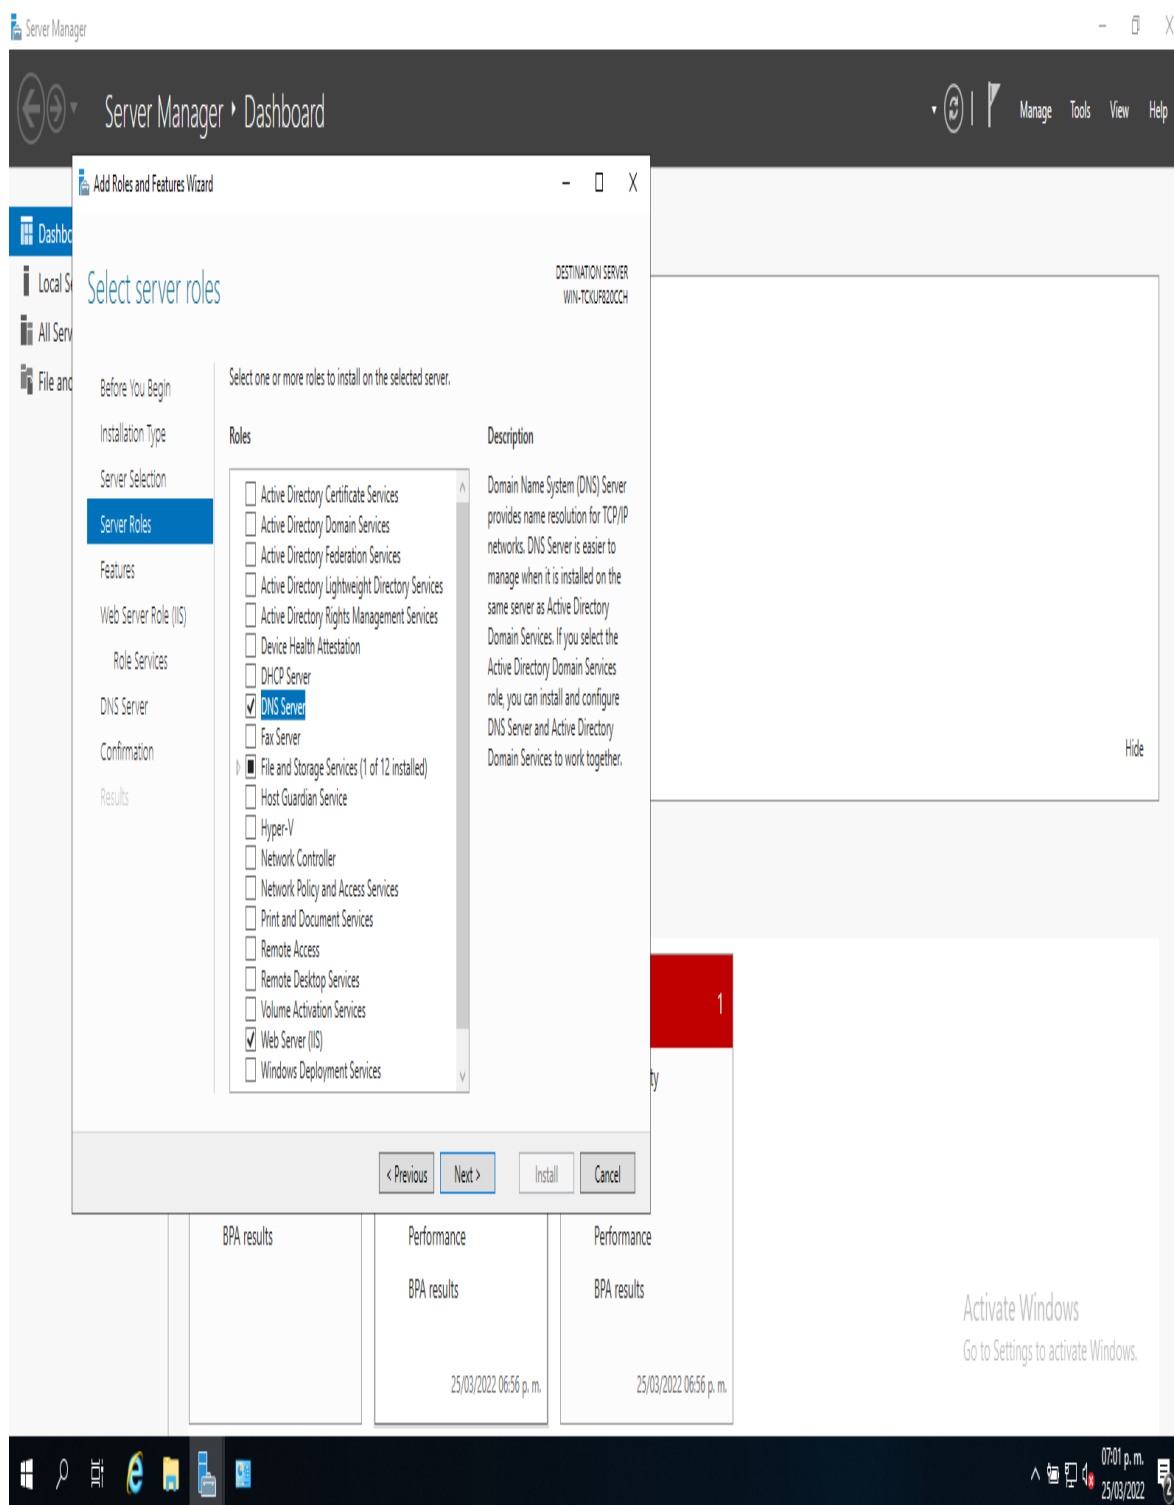 Server Manager
Server Manager
Dashboard
Manage
Tools
View
Help
Add Roles and Features Wizard
Select server roles
DESTINATION SERVER
WIN-TCKUF820CCH
Before You Begin
Installation Type
Server Selection
Server Roles
Features
Web Server Role (IIS)
Role Services
DNS Server
Confirmation
Results
Select one or more roles to install on the selected server.
Roles
Active Directory Certificate Services
Active Directory Domain Services
Active Directory Federation Services
Active Directory Lightweight Directory Services
Active Directory Rights Management Services
Device Health Attestation
DHCP Server
DNS Server
Fax Server
File and Storage Services (1 of 12 installed)
Host Guardian Service
Hyper-V
Network Controller
Network Policy and Access Services
Print and Document Services
Remote Access
Remote Desktop Services
Volume Activation Services
Web Server (IIS)
Windows Deployment Services
Description
Domain Name System (DNS) Server
provides name resolution for TCP/IP
networks. DNS Server is easier to
manage when it is installed on the
same server as Active Directory
Domain Services. If you select the
Active Directory Domain Services
role, you can install and configure
DNS Server and Active Directory
Domain Services to work together.
< Previous
Next >
Install
Cancel
Dashbo
Local Se
All Serv
File and
Hide
1
ty
BPA results
Performance
BPA results
25/03/2022 06:56 p. m.
Performance
BPA results
25/03/2022 06:56 p. m.
Activate Windows
Go to Settings to activate Windows.
07:01 p. m.
25/03/2022
2